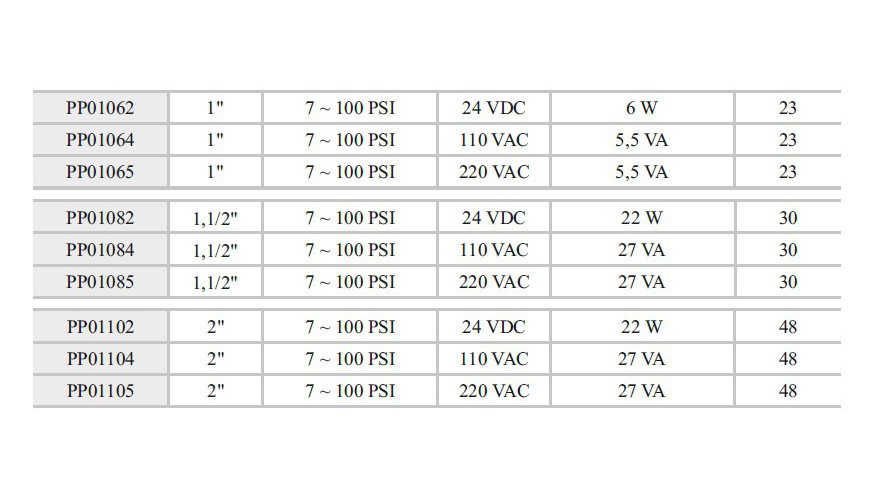 PP01062 1" 7 ~ 100 PSI 24 VDC 6 W 23
PP01064 1" 7 ~ 100 PSI 110 VAC 5,5 VA 23
PP01065 1" 7 ~ 100 PSI 220 VAC 5,5 VA 23
PP01082 1,1/2" 7 ~ 100 PSI 24 VDC 22 W 30
PP01084 1,1/2" 7 ~ 100 PSI 110 VAC 27 VA 30
PP01085 1,1/2" 7 ~ 100 PSI 220 VAC 27 VA 30
PP01102 2" 7 ~ 100 PSI 24 VDC 22 W 48
PP01104 2" 7 ~ 100 PSI 110 VAC 27 VA 48
PP01105 2" 7 ~ 100 PSI 220 VAC 27 VA 48